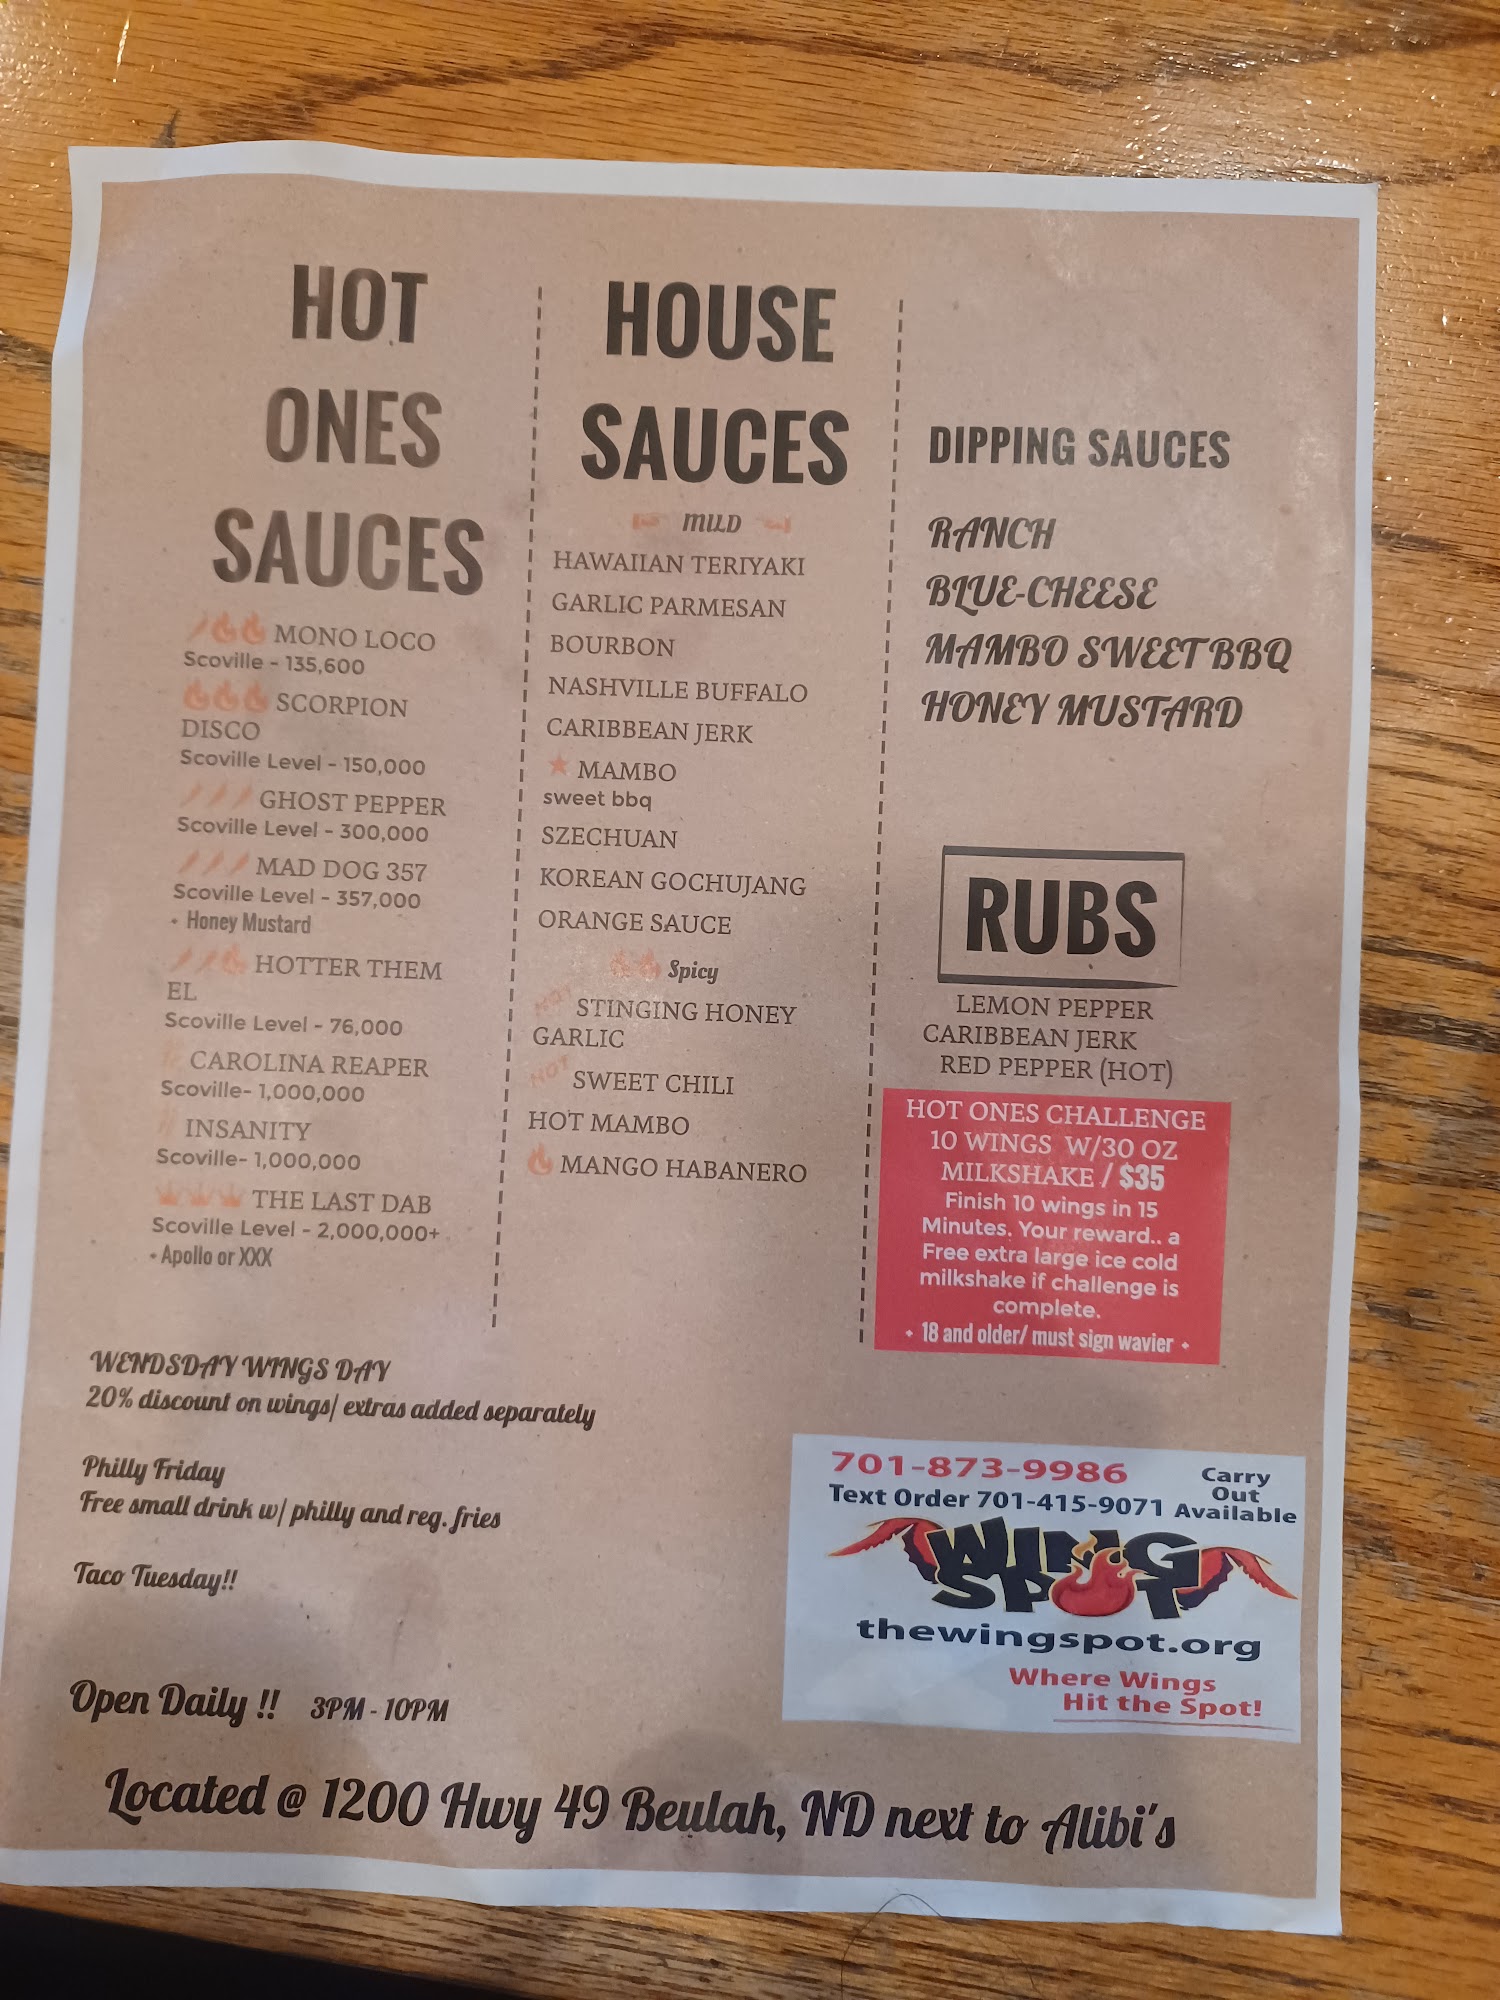 HOT
ONES
SAUCES
MONO LOCO
Scoville - 135,600
SCORPION
DISCO
Scoville Level - 150,000
GHOST PEPPER
Scoville Level - 300,000
MAD DOG 357
Scoville Level - 357,000
• Honey Mustard
HOTTER THEM
EL
Scoville Level - 76,000
CAROLINA REAPER
Scoville- 1,000,000
INSANITY
Scoville- 1,000,000
THE LAST DAB
Scoville Level - 2,000,000+
• Apollo or XXX
HOUSE
SAUCES
MILD
HAWAIIAN TERIYAKI
GARLIC PARMESAN
BOURBON
NASHVILLE BUFFALO
CARIBBEAN JERK
MAMBO
sweet bbq
SZECHUAN
KOREAN GOCHUJANG
ORANGE SAUCE
Spicy
HOT STINGING HONEY
GARLIC
HOT SWEET CHILI
HOT MAMBO
MANGO HABANERO
DIPPING SAUCES
RANCH
BLUE-CHEESE
MAMBO SWEET BBQ
HONEY MUSTARD
RUBS
LEMON PEPPER
CARIBBEAN JERK
RED PEPPER (HOT)
HOT ONES CHALLENGE
10 WINGS W/30 OZ
MILKSHAKE / $35
Finish 10 wings in 15
Minutes. Your reward.. a
Free extra large ice cold
milkshake if challenge is
complete.
• 18 and older/ must sign wavier •
WENDSDAY WINGS DAY
20% discount on wings/ extras added separately
Philly Friday
Free small drink w/ philly and reg. fries
Taco Tuesday!!
Open Daily !! 3PM - 10PM
701-873-9986
Text Order 701-415-9071
Carry
Out
Available
WING
SPOT
thewingspot.org
Where Wings
Hit the Spot!
Located @ 1200 Hwy 49 Beulah, ND next to Alibi's